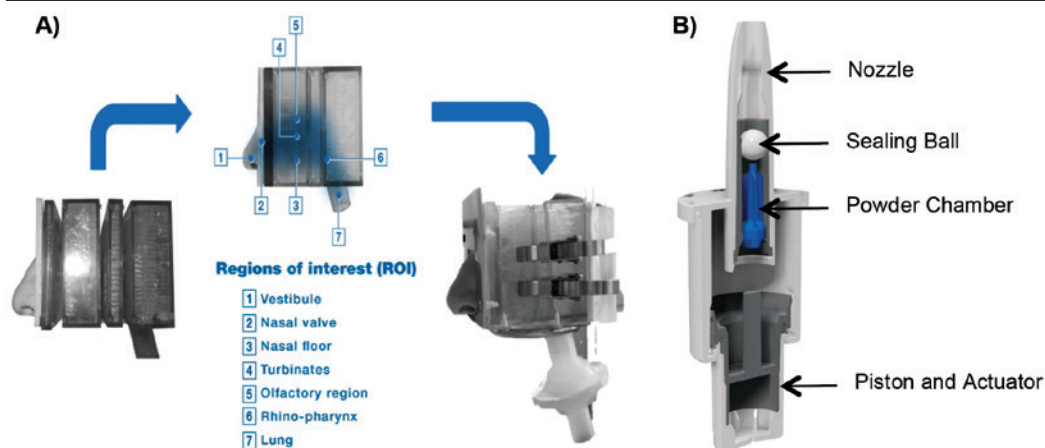 A)
5
4
1
6
2
3
7
Regions of interest (ROI)
1 Vestibule
2 Nasal valve
3 Nasal floor
4 Turbinates
5 Olfactory region
6 Rhino-pharynx
7 Lung
B)
Nozzle
Sealing Ball
Powder Chamber
Piston and Actuator